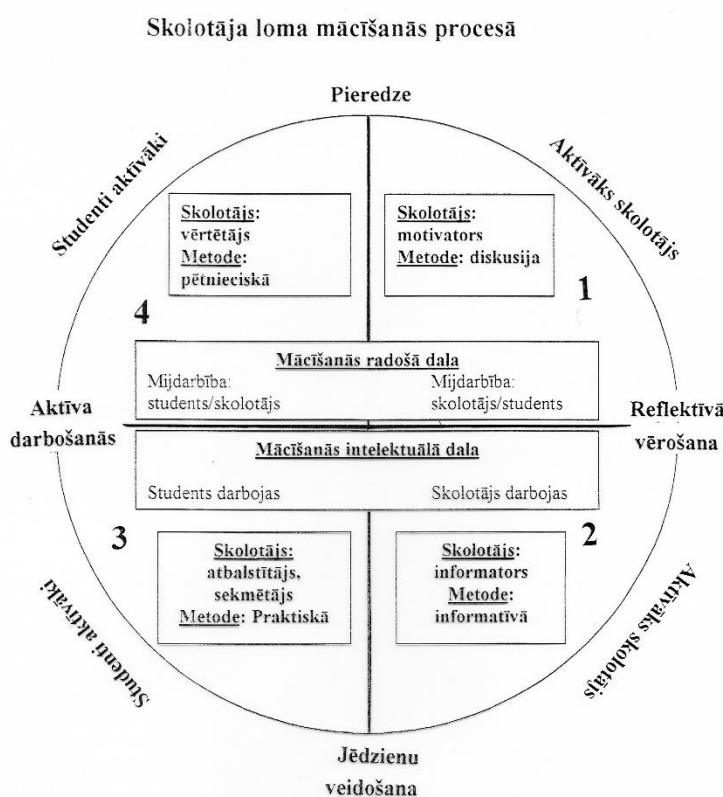 Skolotāja loma mācīšanās procesā
Pieredze
Studenti aktīvāki
Aktīvāks skolotājs
Skolotājs:
vērtētājs
Metode:
pētnieciskā
4
Skolotājs:
motivators
Metode: diskusija
1
Mācīšanās radošā dala
Mijdarbība:
students/skolotājs
Mijdarbība:
skolotājs/students
Aktīva
darbošanās
Reflektīvā
vērošana
Mācīšanās intelektuālā dala
Students darbojas
Skolotājs darbojas
3
Skolotājs:
atbalstītājs,
sekmētājs
Metode: Praktiskā
2
Skolotājs:
informators
Metode:
informatīvā
Studenti aktīvāki
Aktīvāks skolotājs
Jēdzienu
veidošana